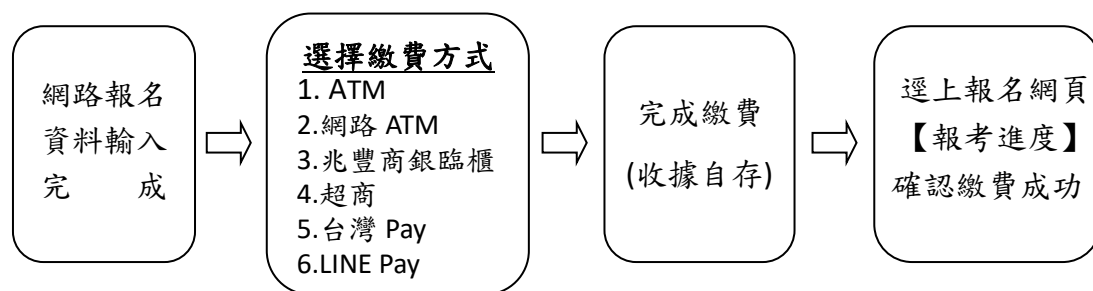 網路報名
資料輸入
完 成
選擇繳費方式
1. ATM
2.網路 ATM
3.兆豐商銀臨櫃
4.超商
5.台灣 Pay
6.LINE Pay
完成繳費
(收據自存)
逕上報名網頁
【報考進度】
確認繳費成功